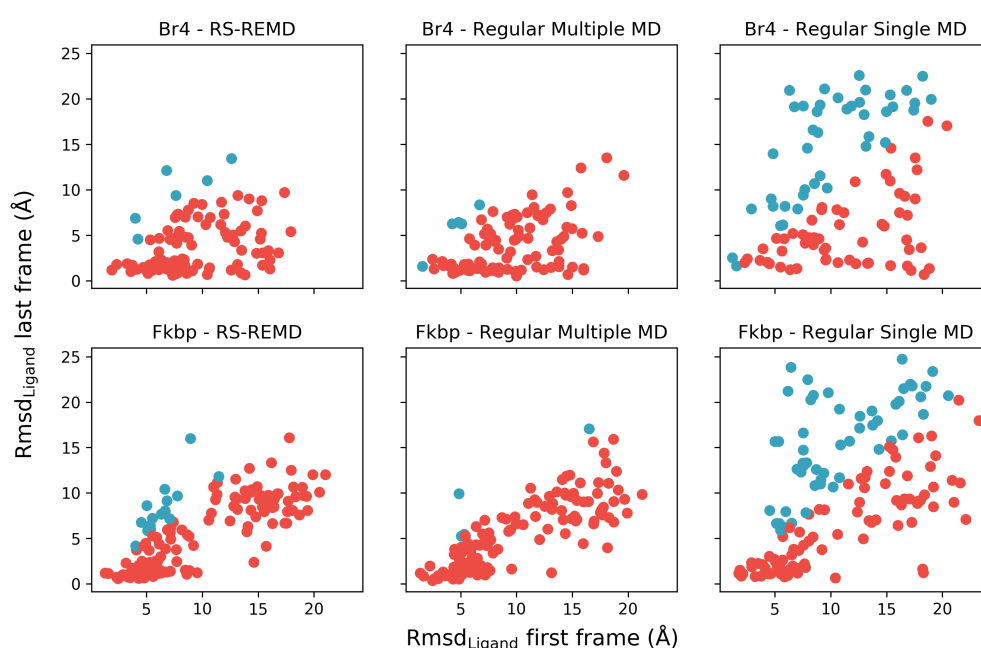 Br4 - RS-REMD
Br4 - Regular Multiple MD
Br4 - Regular Single MD
25
20
15
10
5
0
Fkbp - RS-REMD
Fkbp - Regular Multiple MD
Fkbp - Regular Single MD
25
20
15
10
5
0
5 10 15 20
5 10 15 20
5 10 15 20
Rmsd_Ligand last frame (Å)
Rmsd_Ligand first frame (Å)